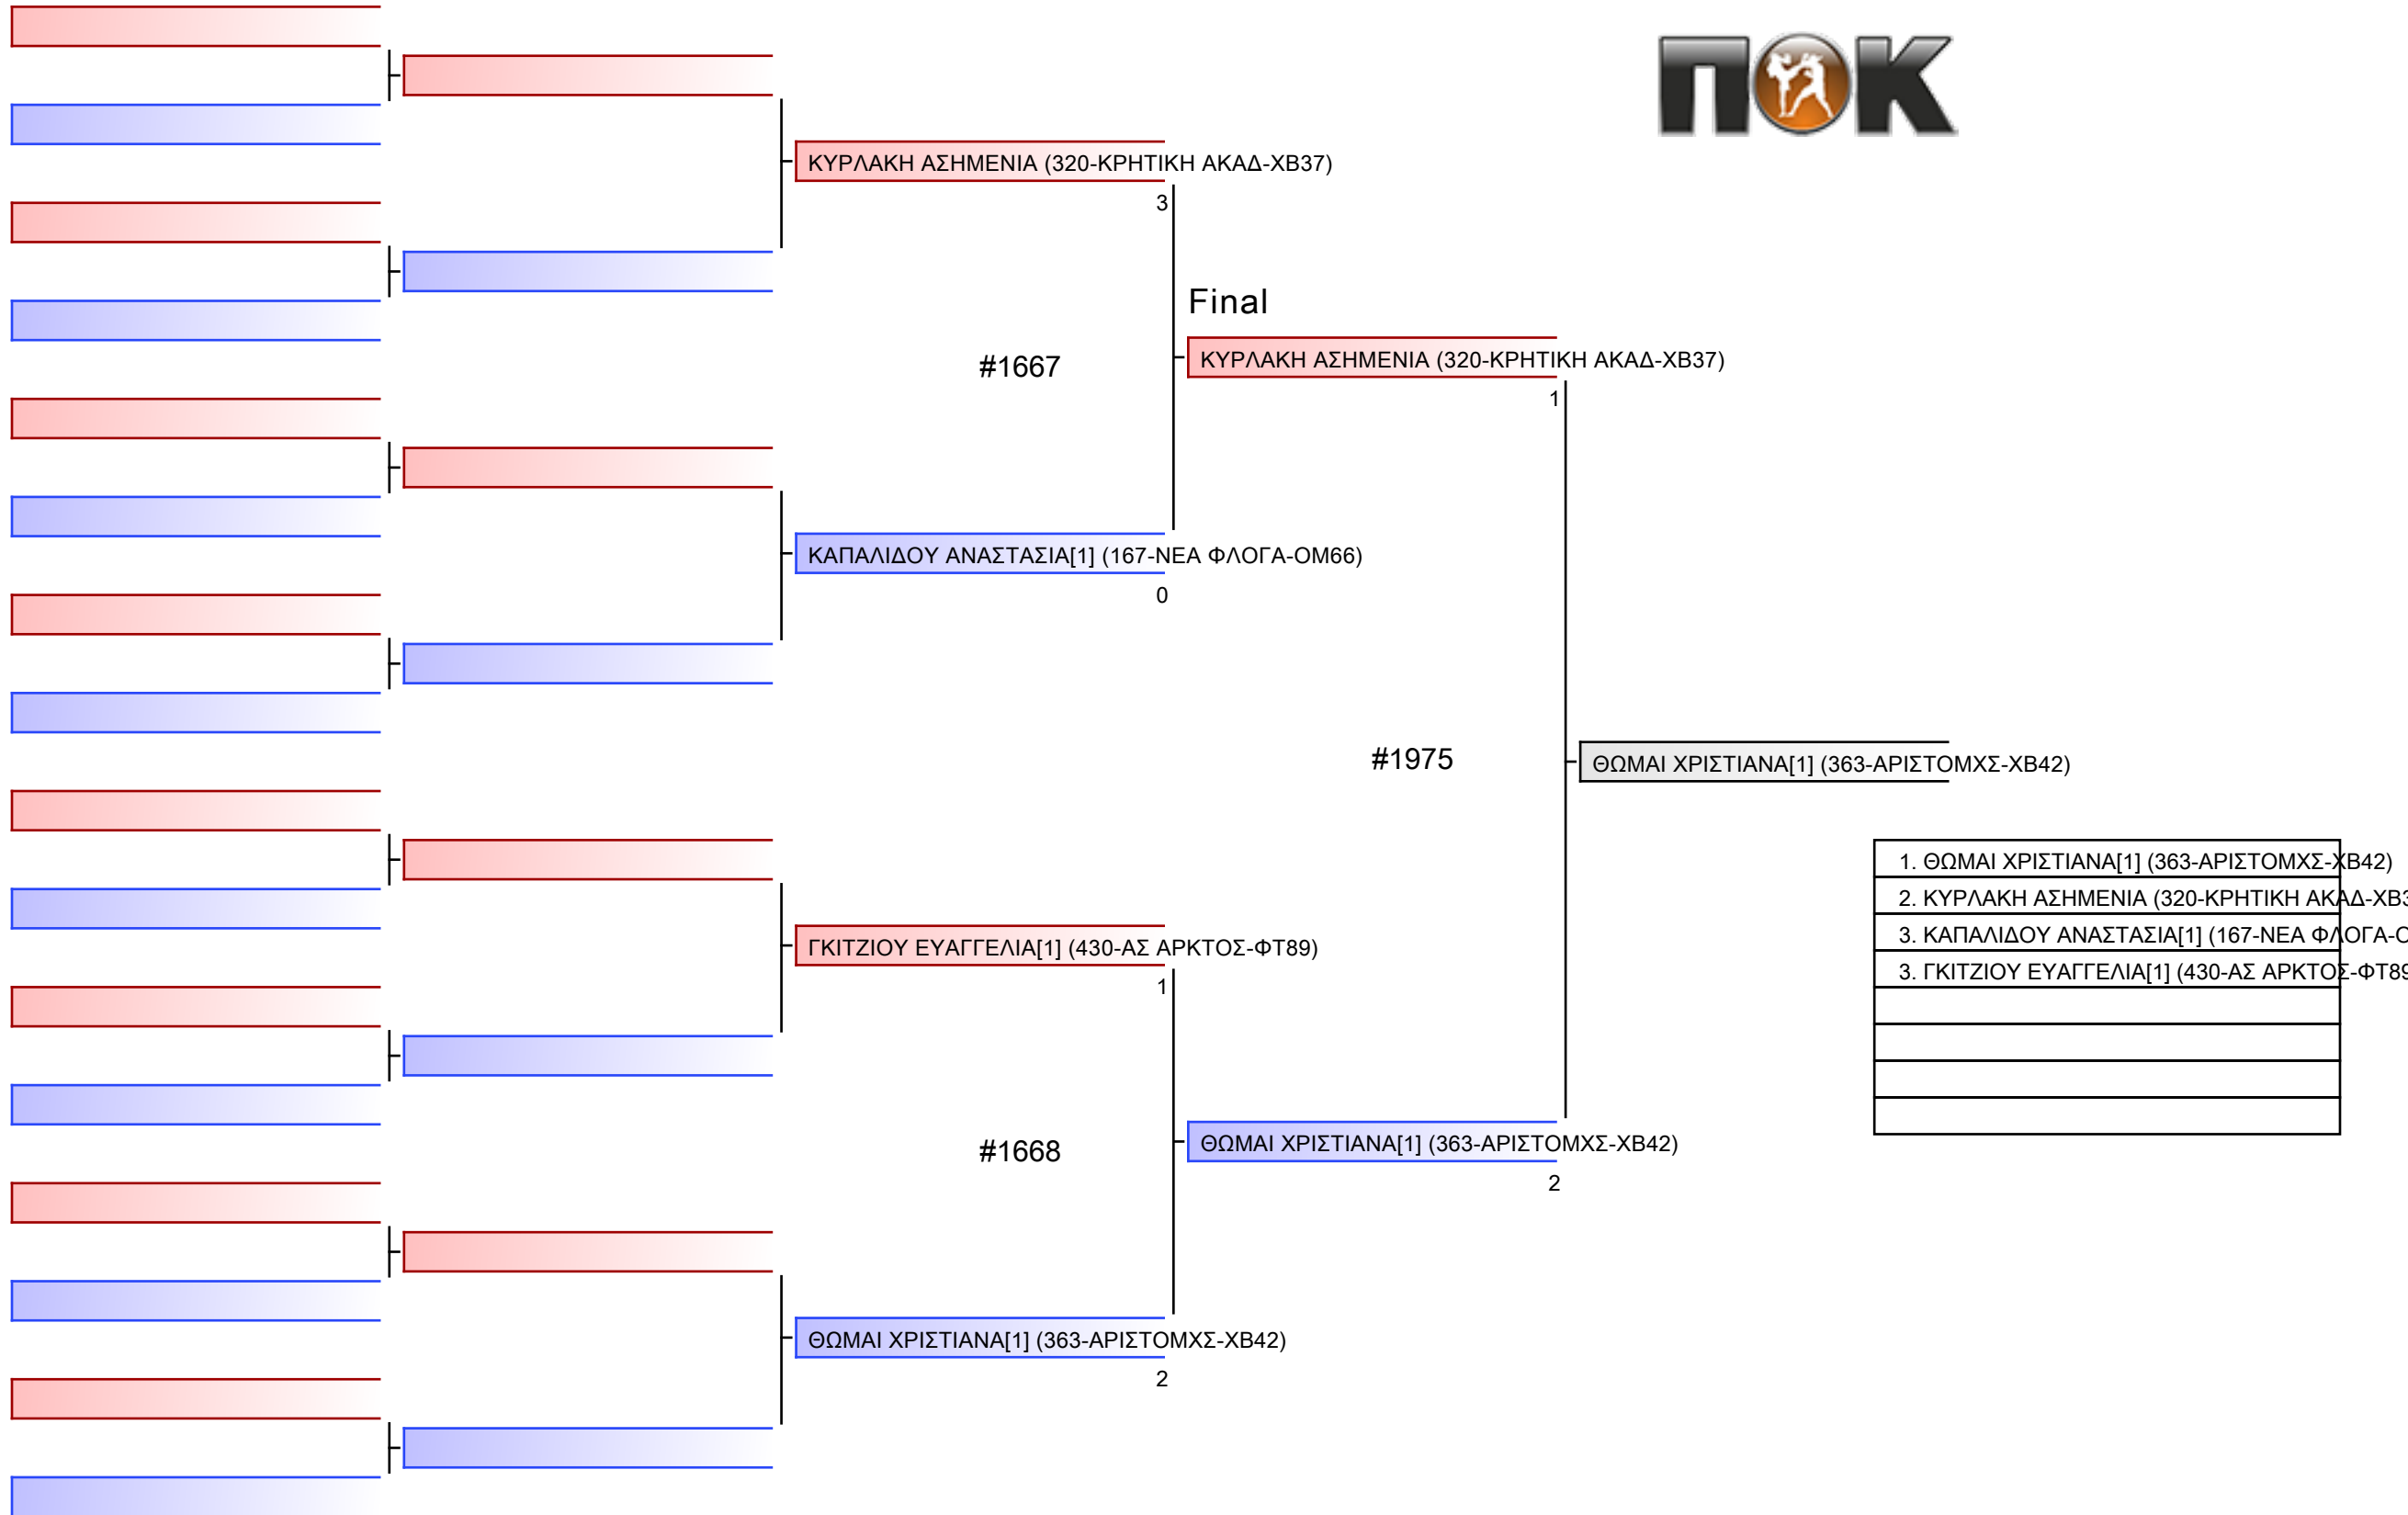 ΠΟΚ
ΚΥΡΛΑΚΗ ΑΣΗΜΕΝΙΑ (320-ΚΡΗΤΙΚΗ ΑΚΑΔ-ΧΒ37)
3
Final
#1667
ΚΥΡΛΑΚΗ ΑΣΗΜΕΝΙΑ (320-ΚΡΗΤΙΚΗ ΑΚΑΔ-ΧΒ37)
1
ΚΑΠΑΛΙΔΟΥ ΑΝΑΣΤΑΣΙΑ[1] (167-ΝΕΑ ΦΛΟΓΑ-ΟΜ66)
0
#1975
ΘΩΜΑΙ ΧΡΙΣΤΙΑΝΑ[1] (363-ΑΡΙΣΤΟΜΧΣ-ΧΒ42)
1. ΘΩΜΑΙ ΧΡΙΣΤΙΑΝΑ[1] (363-ΑΡΙΣΤΟΜΧΣ-ΧΒ42)
2. ΚΥΡΛΑΚΗ ΑΣΗΜΕΝΙΑ (320-ΚΡΗΤΙΚΗ ΑΚΑΔ-ΧΒ3
3. ΚΑΠΑΛΙΔΟΥ ΑΝΑΣΤΑΣΙΑ[1] (167-ΝΕΑ ΦΛΟΓΑ-Ο
3. ΓΚΙΤΖΙΟΥ ΕΥΑΓΓΕΛΙΑ[1] (430-ΑΣ ΑΡΚΤΟΣ-ΦΤ89
ΓΚΙΤΖΙΟΥ ΕΥΑΓΓΕΛΙΑ[1] (430-ΑΣ ΑΡΚΤΟΣ-ΦΤ89)
1
#1668
ΘΩΜΑΙ ΧΡΙΣΤΙΑΝΑ[1] (363-ΑΡΙΣΤΟΜΧΣ-ΧΒ42)
2
ΘΩΜΑΙ ΧΡΙΣΤΙΑΝΑ[1] (363-ΑΡΙΣΤΟΜΧΣ-ΧΒ42)
2